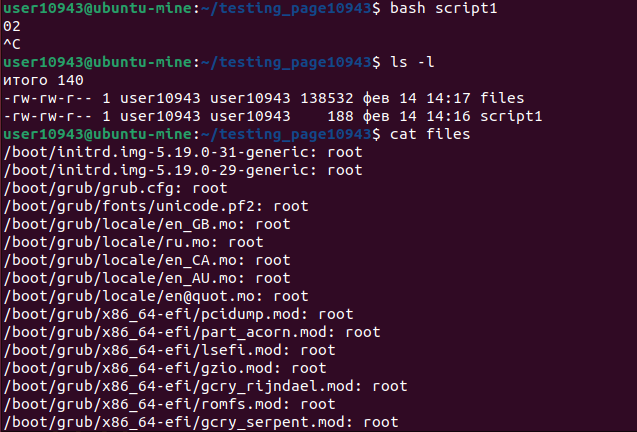 user10943@ubuntu-mine:~/testing_page10943$ bash script1
02
^C
user10943@ubuntu-mine:~/testing_page10943$ ls -l
итого 140
-rw-rw-r-- 1 user10943 user10943 138532 фев 14 14:17 files
-rw-rw-r-- 1 user10943 user10943    188 фев 14 14:16 script1
user10943@ubuntu-mine:~/testing_page10943$ cat files
/boot/initrd.img-5.19.0-31-generic: root
/boot/initrd.img-5.19.0-29-generic: root
/boot/grub/grub.cfg: root
/boot/grub/fonts/unicode.pf2: root
/boot/grub/locale/en_GB.mo: root
/boot/grub/locale/ru.mo: root
/boot/grub/locale/en_CA.mo: root
/boot/grub/locale/en_AU.mo: root
/boot/grub/locale/en@quot.mo: root
/boot/grub/x86_64-efi/pcidump.mod: root
/boot/grub/x86_64-efi/part_acorn.mod: root
/boot/grub/x86_64-efi/lsefi.mod: root
/boot/grub/x86_64-efi/gzio.mod: root
/boot/grub/x86_64-efi/gcry_rijndael.mod: root
/boot/grub/x86_64-efi/romfs.mod: root
/boot/grub/x86_64-efi/gcry_serpent.mod: root